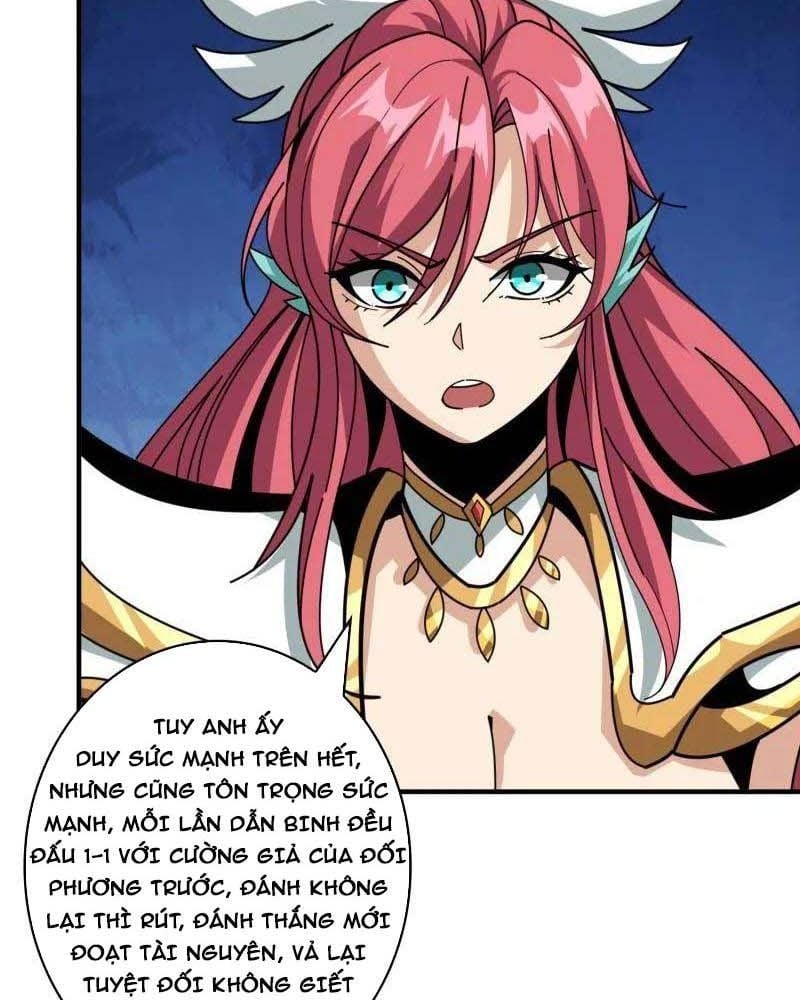 TUY ANH ẤY
DUY SỨC MẠNH TRÊN HẾT,
NHƯNG CŨNG TÔN TRỌNG SỨC
MẠNH, MỖI LẦN DẪN BINH ĐỀU
ĐẤU 1-1 VỚI CƯỜNG GIẢ CỦA ĐỐI
PHƯƠNG TRƯỚC, ĐÁNH KHÔNG
LẠI THÌ RÚT, ĐÁNH THẮNG MỚI
ĐOẠT TÀI NGUYÊN, VẢ LẠI
TUYỆT ĐỐI KHÔNG GIẾT